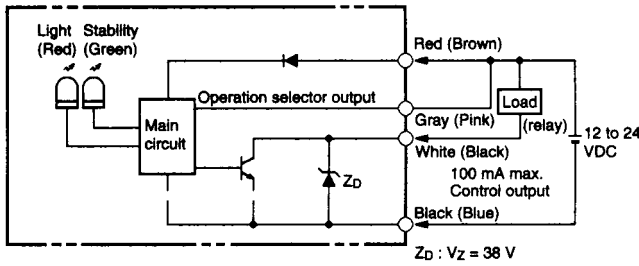 Light
(Red)
Stability
(Green)
Red (Brown)
Operation selector output
Load
(relay)
Gray (Pink)
Main
circuit
12 to 24
VDC
White (Black)
100 mA max.
Control output
ZD
Black (Blue)
ZD : VZ = 38 V